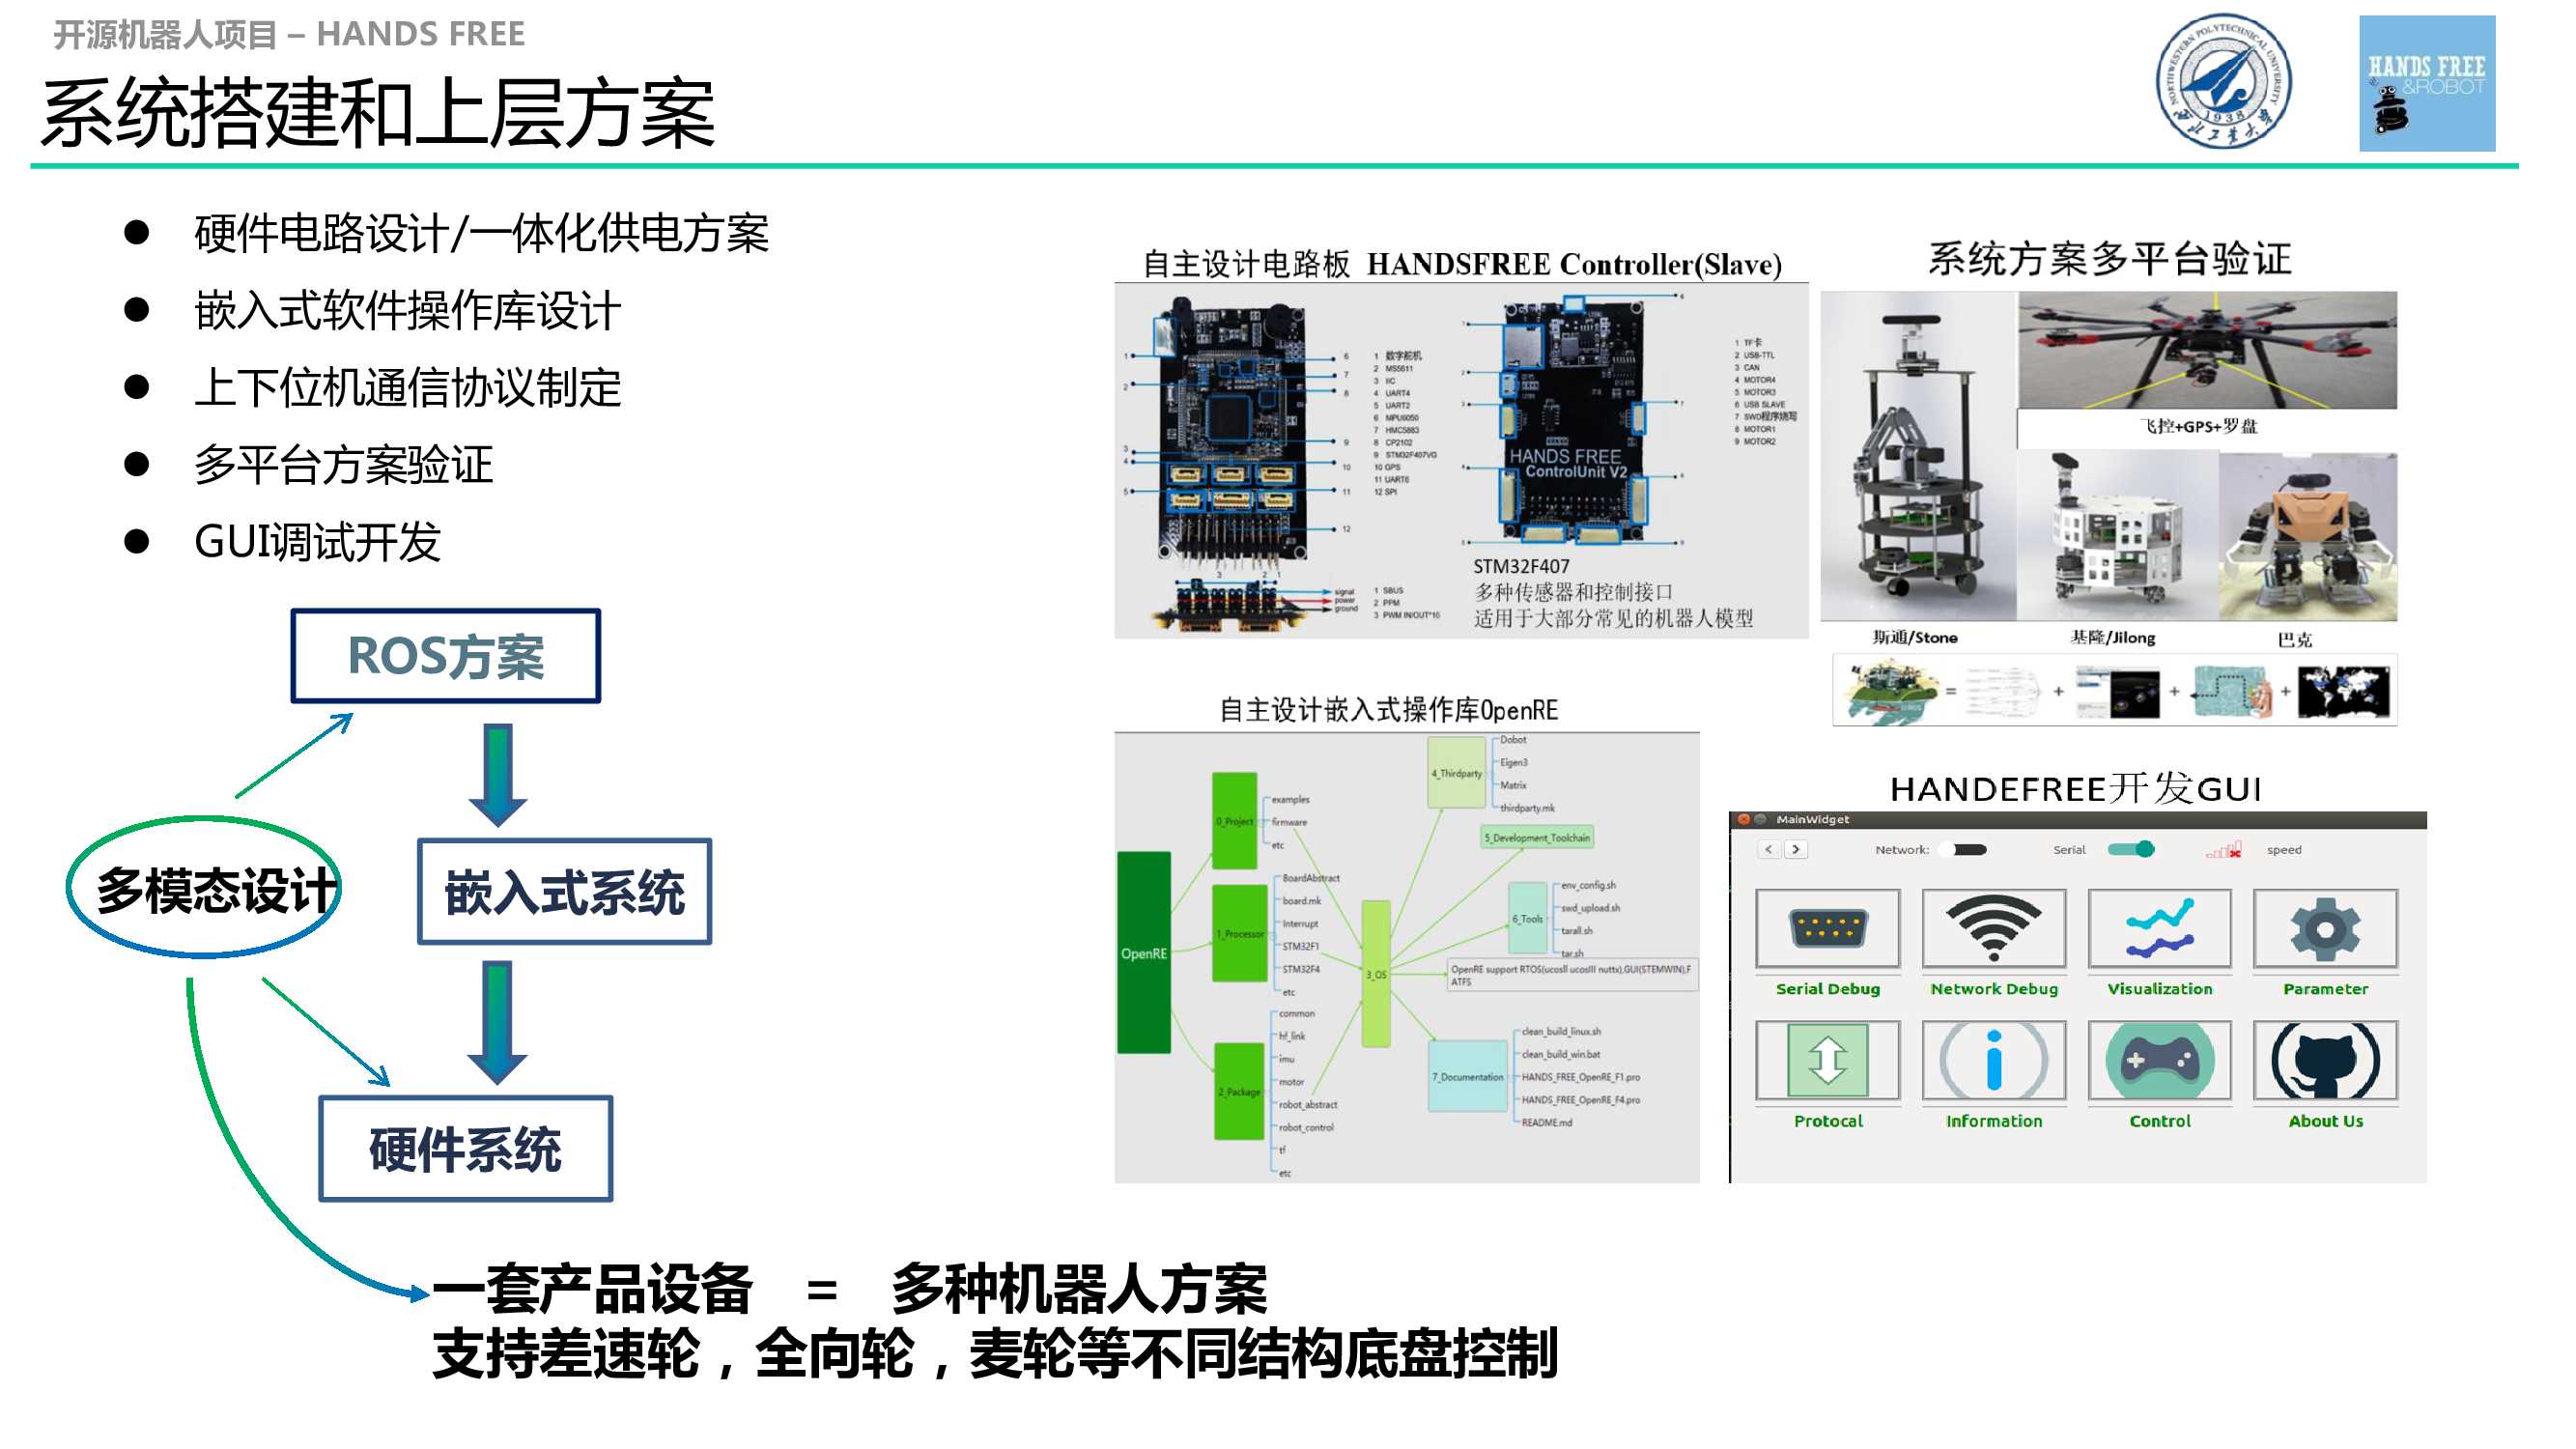 开源机器人项目 – HANDS FREE
系统搭建和上层方案
NORTHWESTERN POLYTECHNICAL UNIVERSITY
1938
西北工业大学
HANDS FREE
&ROBOT
● 硬件电路设计/一体化供电方案
● 嵌入式软件操作库设计
● 上下位机通信协议制定
● 多平台方案验证
● GUI调试开发
ROS方案
多模态设计
嵌入式系统
硬件系统
一套产品设备 = 多种机器人方案
支持差速轮，全向轮，麦轮等不同结构底盘控制
自主设计电路板 HANDSFREE Controller(Slave)
1 数字舵机
2 MS5611
3 IIC
4 UART4
5 UART2
6 MPU6050
7 HMC5883
8 CP2102
9 STM32F407VG
10 GPS
11 UART6
12 SPI
signal
power
ground
1 SBUS
2 PPM
3 PWM IN/OUT*10
HANDS FREE
ControlUnit V2
1 TF卡
2 USB-TTL
3 CAN
4 MOTOR4
5 MOTOR3
6 USB SLAVE
7 SWD程序烧写
8 MOTOR1
9 MOTOR2
STM32F407
多种传感器和控制接口
适用于大部分常见的机器人模型
系统方案多平台验证
飞控+GPS+罗盘
斯通/Stone
基隆/Jilong
巴克
= + + +
自主设计嵌入式操作库OpenRE
OpenRE
0_Project
examples
firmware
etc
1_Processor
BoardAbstract
board.mk
Interrupt
STM32F1
STM32F4
etc
2_Package
common
hf_link
imu
motor
robot_abstract
robot_control
tf
etc
3_OS
4_Thirdparty
Dobot
Eigen3
Matrix
thirdparty.mk
5_Development_Toolchain
6_Tools
env_config.sh
swd_upload.sh
tarall.sh
tar.sh
OpenRE support RTOS(ucosII ucosIII nuttx),GUI(STEMWIN),F
ATFS
7_Documentation
clean_build_linux.sh
clean_build_win.bat
HANDS_FREE_OpenRE_F1.pro
HANDS_FREE_OpenRE_F4.pro
README.md
HANDEFREE开发GUI
MainWidget
Network:
Serial
speed
Serial Debug
Network Debug
Visualization
Parameter
Protocal
Information
Control
About Us